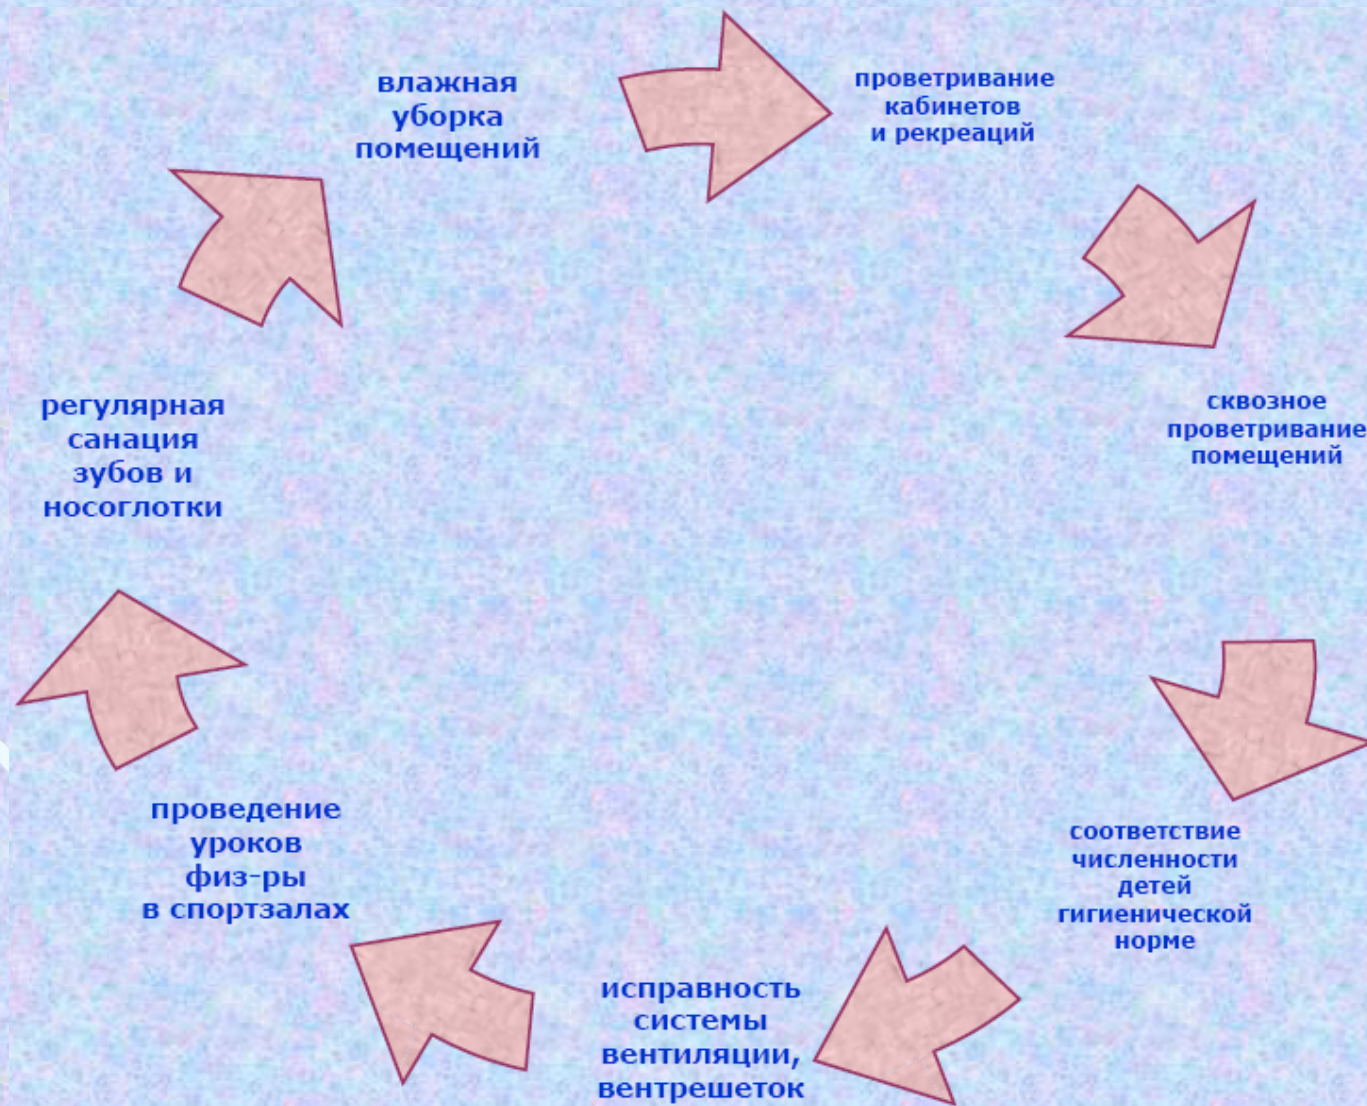 влажная
уборка
помещений
проветривание
кабинетов
и рекреаций
сквозное
проветривание
помещений
соответствие
численности
детей
гигиенической
норме
исправность
системы
вентиляции,
вентрешеток
проведение
уроков
физ-ры
в спортзалах
регулярная
санация
зубов и
носоглотки